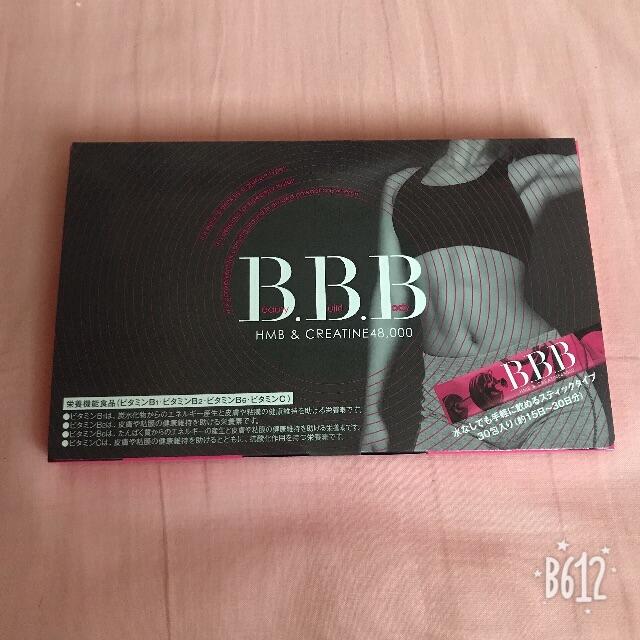 B.B.B
eauty uild ody
HMB & CREATINE48,000
BBB
水なしでも手軽に飲めるスティックタイプ
30包入り(約15日~30日分)
栄養機能食品(ビタミンB1・ビタミンB2・ビタミンB6・ビタミンC)
●ビタミンB1は、炭水化物からのエネルギー産生と皮膚や粘膜の健康維持を助ける栄養素です。
●ビタミンB2は、皮膚や粘膜の健康維持を助ける栄養素です。
●ビタミンB6は、たんぱく質からのエネルギーの産生と皮膚や粘膜の健康維持を助ける栄養素です。
●ビタミンCは、皮膚や粘膜の健康維持を助けるとともに、抗酸化作用を持つ栄養素です。
B612